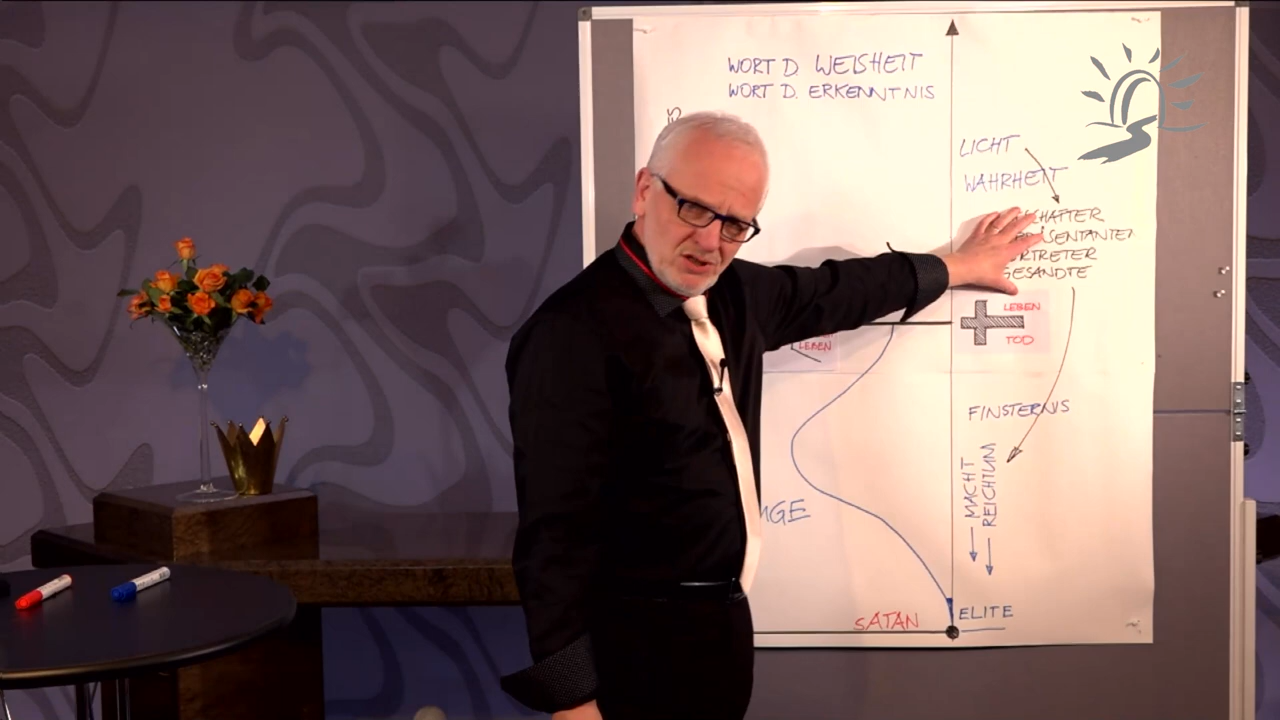 WORT D. WEISHEIT
WORT D. ERKENNTNIS
LICHT
WAHRHEIT
GESANDTE
LEBEN
TOD
LEBEN
FINSTERNIS
MACHT
REICHTUM
SATAN
ELITE